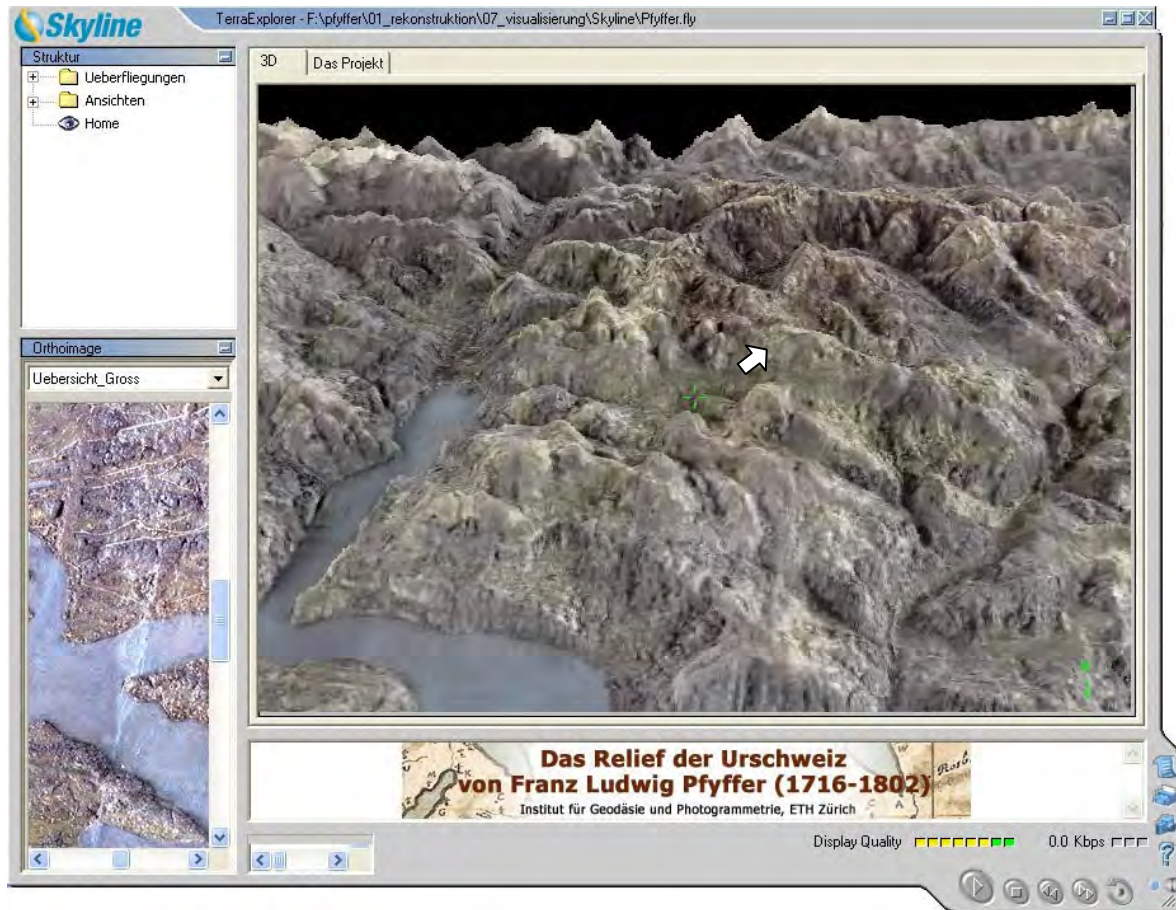 Skyline
TerraExplorer - F:\pfyffer\01_rekonstruktion\07_visualisierung\Skyline\Pfyffer.fly
Struktur
Ueberfliegungen
Ansichten
Home
3D
Das Projekt
Orthoimage
Uebersicht_Gross
Das Relief der Urschweiz
von Franz Ludwig Pfyffer (1716-1802)
Institut für Geodäsie und Photogrammetrie, ETH Zürich
Display Quality
0.0 Kbps